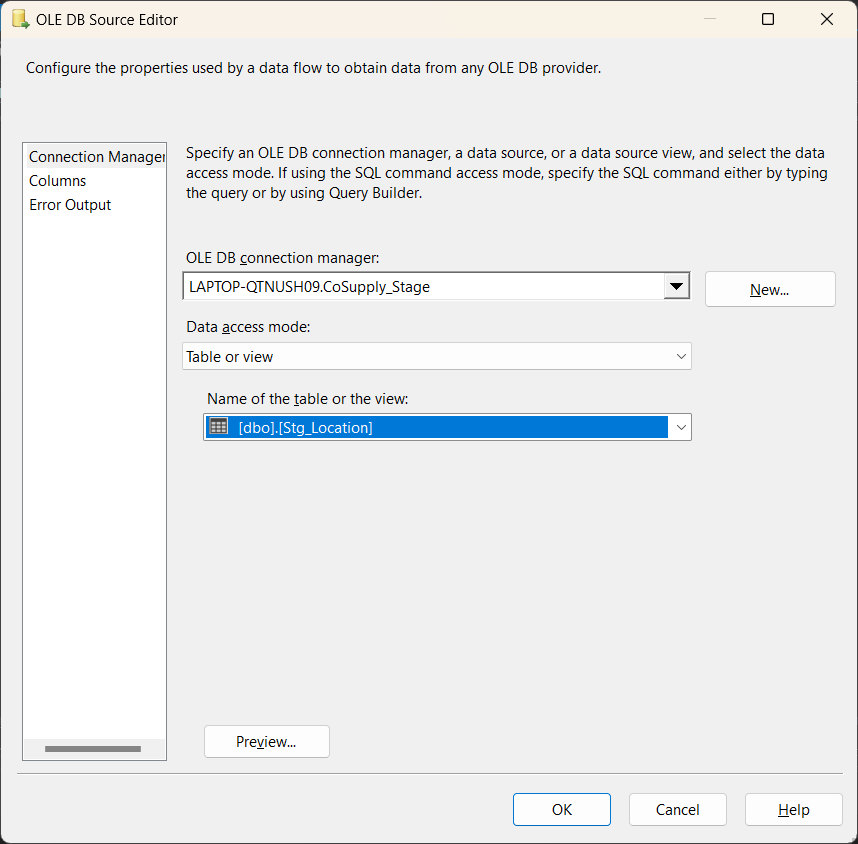 OLE DB Source Editor
Configure the properties used by a data flow to obtain data from any OLE DB provider.
Connection Manager
Columns
Error Output
Specify an OLE DB connection manager, a data source, or a data source view, and select the data
access mode. If using the SQL command access mode, specify the SQL command either by typing
the query or by using Query Builder.
OLE DB connection manager:
LAPTOP-QTNUSH09.CoSupply_Stage
New...
Data access mode:
Table or view
Name of the table or the view:
[dbo].[Stg_Location]
Preview...
OK
Cancel
Help